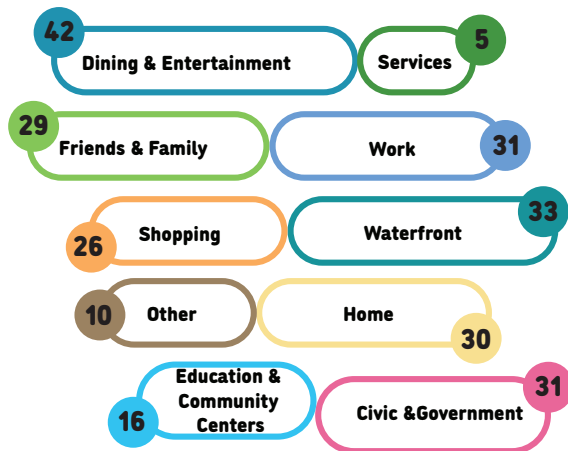 42
Dining & Entertainment
5
Services
29
Friends & Family
31
Work
26
Shopping
33
Waterfront
10
Other
Home
30
16
Education &
Community
Centers
31
Civic &Government